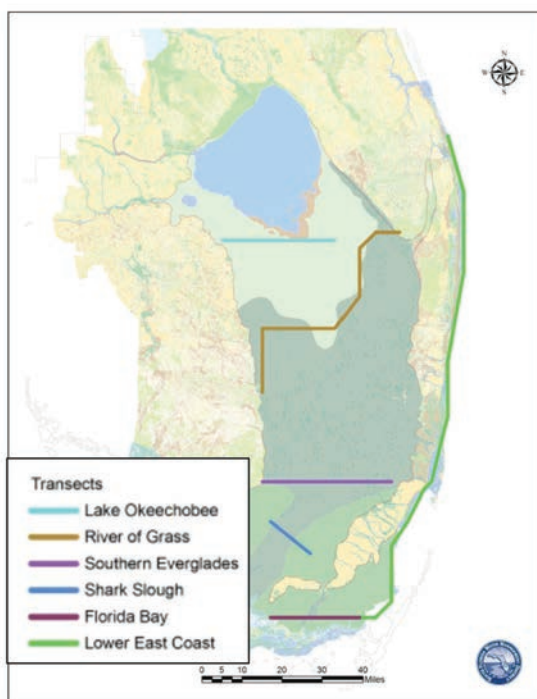 N
W E
S
Transects
Lake Okeechobee
River of Grass
Southern Everglades
Shark Slough
Florida Bay
Lower East Coast
0 5 10 20 30 40
Miles